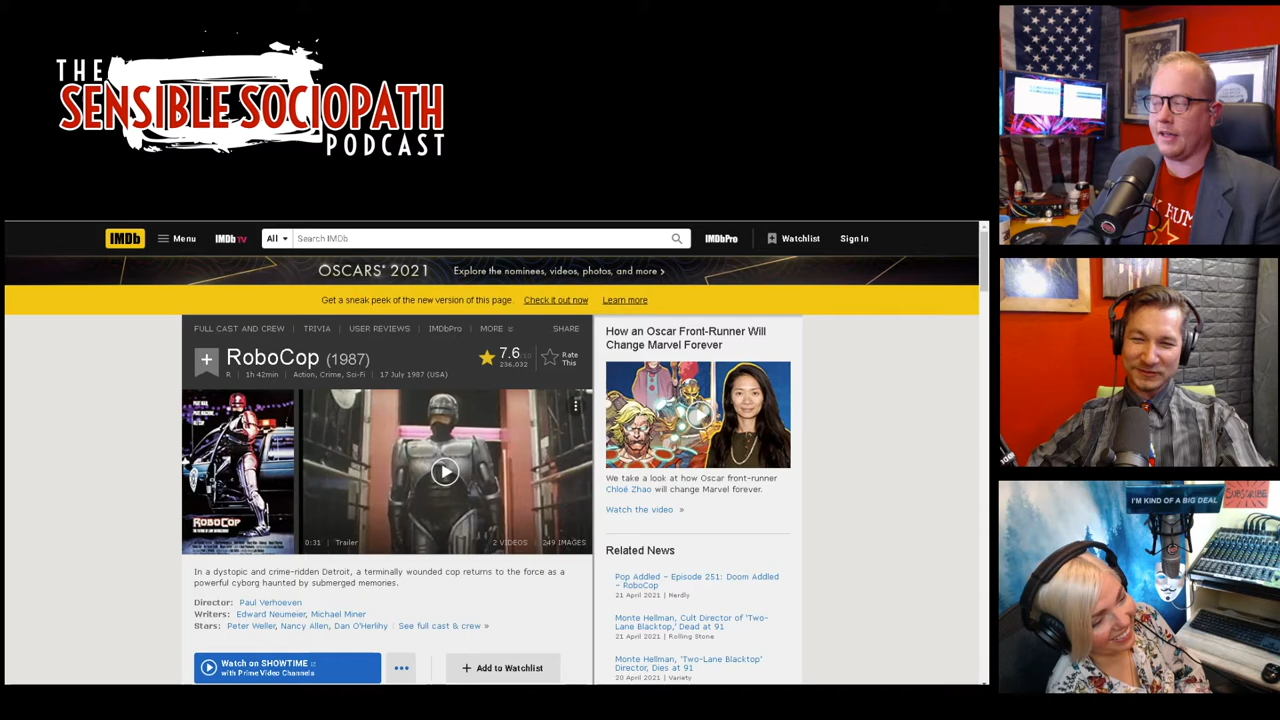 THE
SENSIBLE SOCIOPATH
PODCAST
IMDb
Menu
IMDb TV
All
Search IMDb
IMDbPro
Watchlist
Sign In
OSCARS® 2021
Explore the nominees, videos, photos, and more
Get a sneak peek of the new version of this page. Check it out now Learn more
FULL CAST AND CREW | TRIVIA | USER REVIEWS | IMDbPro | MORE
SHARE
+ RoboCop (1987)
7.6/10
236,032
Rate
This
R | 1h 42min | Action, Crime, Sci-Fi | 17 July 1987 (USA)
ROBOCOP
0:31 | Trailer
2 VIDEOS | 249 IMAGES
In a dystopic and crime-ridden Detroit, a terminally wounded cop returns to the force as a
powerful cyborg haunted by submerged memories.
Director: Paul Verhoeven
Writers: Edward Neumeier, Michael Miner
Stars: Peter Weller, Nancy Allen, Dan O'Herlihy | See full cast & crew »
Watch on SHOWTIME
with Prime Video Channels
+ Add to Watchlist
How an Oscar Front-Runner Will
Change Marvel Forever
We take a look at how Oscar front-runner
Chloé Zhao will change Marvel forever.
Watch the video »
Related News
Pop Addled – Episode 251: Doom Addled
– RoboCop
21 April 2021 | Nerdly
Monte Hellman, Cult Director of 'Two-
Lane Blacktop,' Dead at 91
21 April 2021 | Rolling Stone
Monte Hellman, 'Two-Lane Blacktop'
Director, Dies at 91
20 April 2021 | Variety
I'M KIND OF A BIG DEAL
SUBSCRIBE